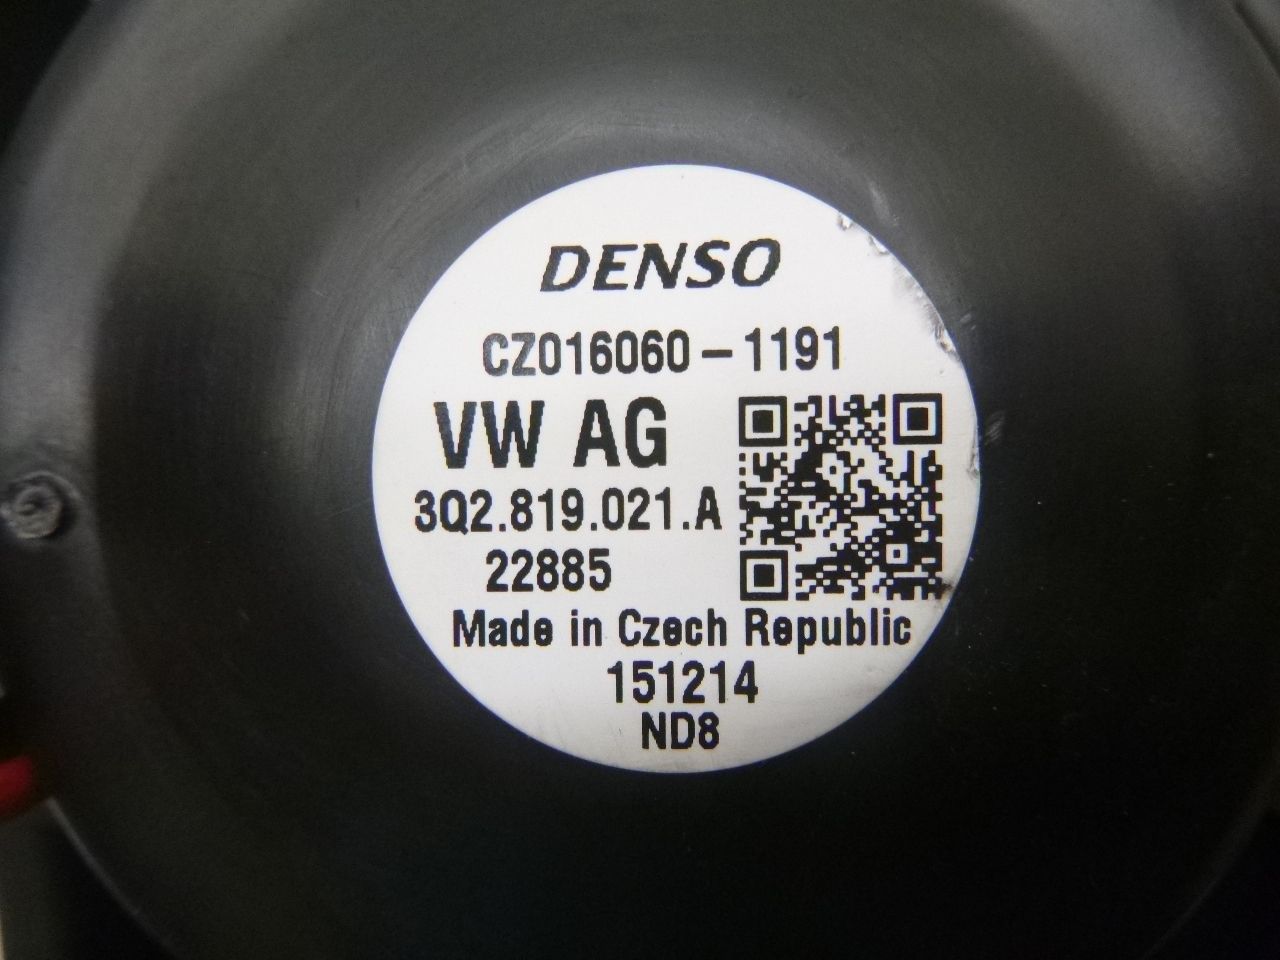 DENSO
CZ016060-1191
VW AG
3Q2.819.021.A
22885
Made in Czech Republic
151214
ND8